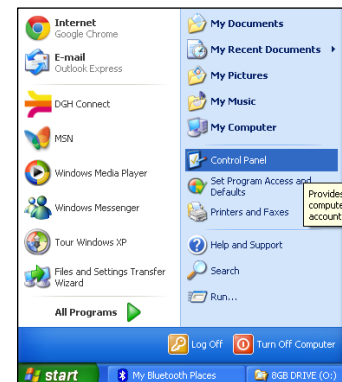 Internet
Google Chrome
E-mail
Outlook Express
DGH Connect
MSN
Windows Media Player
Windows Messenger
Tour Windows XP
Files and Settings Transfer
Wizard
All Programs
My Documents
My Recent Documents
My Pictures
My Music
My Computer
Control Panel
Set Program Access and
Defaults
Printers and Faxes
Provides
compute
account
Help and Support
Search
Run...
Log Off
Turn Off Computer
start
My Bluetooth Places
8GB DRIVE (O:)